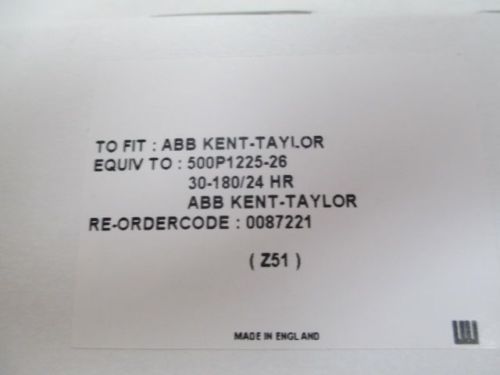 TO FIT : ABB KENT-TAYLOR
EQUIV TO : 500P1225-26
30-180/24 HR
ABB KENT-TAYLOR
RE-ORDERCODE : 0087221
( Z51 )
MADE IN ENGLAND